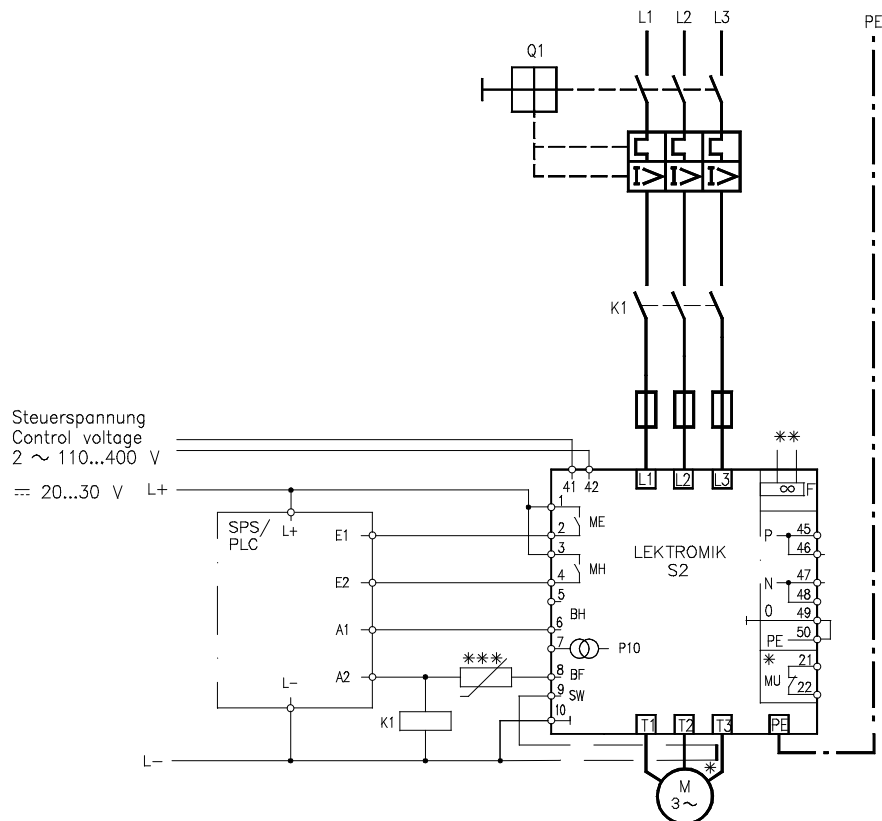 L1 L2 L3 PE
Q1
I> I> I>
K1
Steuerspannung
Control voltage
2 ~ 110...400 V
⎓ 20...30 V L+
**
41 42 L1 L2 L3
∞ F
SPS/
PLC
L+
E1
E2
A1
A2
L-
1
2
3
4
5
6
7
8
9
10
ME
MH
BH
P10
BF
SW
LEKTROMIK
S2
P 45
46
N 47
48
0 49
PE 50
* 21
MU 22
***
K1
T1 T2 T3 PE
L-
*
M
3~